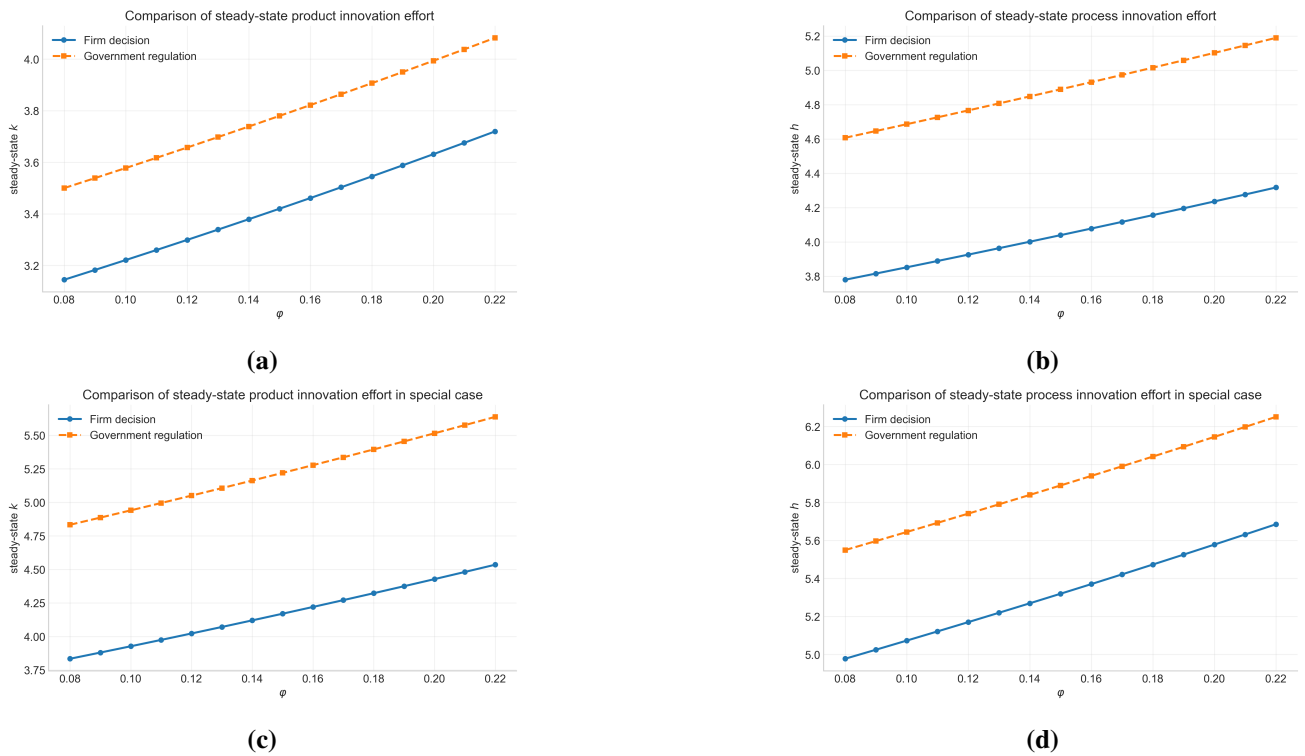 Comparison of steady-state product innovation effort
Firm decision
Government regulation
4.0
3.8
3.6
3.4
3.2
steady-state k
0.08 0.10 0.12 0.14 0.16 0.18 0.20 0.22
φ
(a)
Comparison of steady-state process innovation effort
Firm decision
Government regulation
5.2
5.0
4.8
4.6
4.4
4.2
4.0
3.8
steady-state h
0.08 0.10 0.12 0.14 0.16 0.18 0.20 0.22
φ
(b)
Comparison of steady-state product innovation effort in special case
Firm decision
Government regulation
5.50
5.25
5.00
4.75
4.50
4.25
4.00
3.75
steady-state k
0.08 0.10 0.12 0.14 0.16 0.18 0.20 0.22
φ
(c)
Comparison of steady-state process innovation effort in special case
Firm decision
Government regulation
6.2
6.0
5.8
5.6
5.4
5.2
5.0
steady-state h
0.08 0.10 0.12 0.14 0.16 0.18 0.20 0.22
φ
(d)